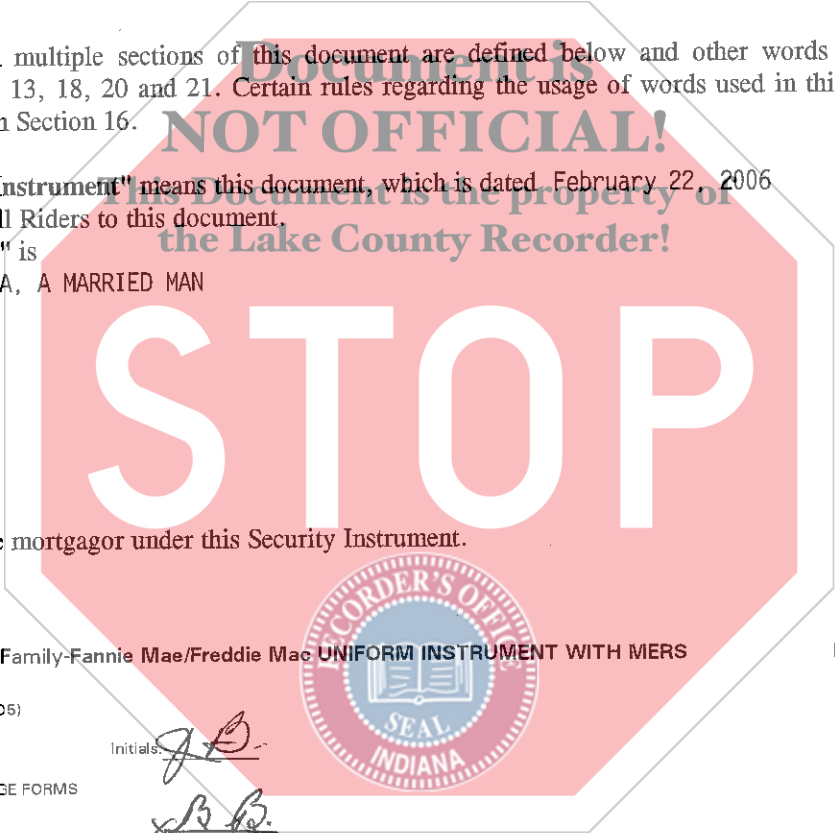 multiple sections of this document are defined below and other words
13, 18, 20 and 21. Certain rules regarding the usage of words used in thi
n Section 16.
Document is
NOT OFFICIAL!
This Document is the property of
the Lake County Recorder!
nstrument" means this document, which is dated February 22, 2006
ll Riders to this document.
" is
A, A MARRIED MAN
STOP
mortgagor under this Security Instrument.
RECORDER'S OFFICE
SEAL
INDIANA
Family-Fannie Mae/Freddie Mac UNIFORM INSTRUMENT WITH MERS
05)
Initials:
GE FORMS
B B.